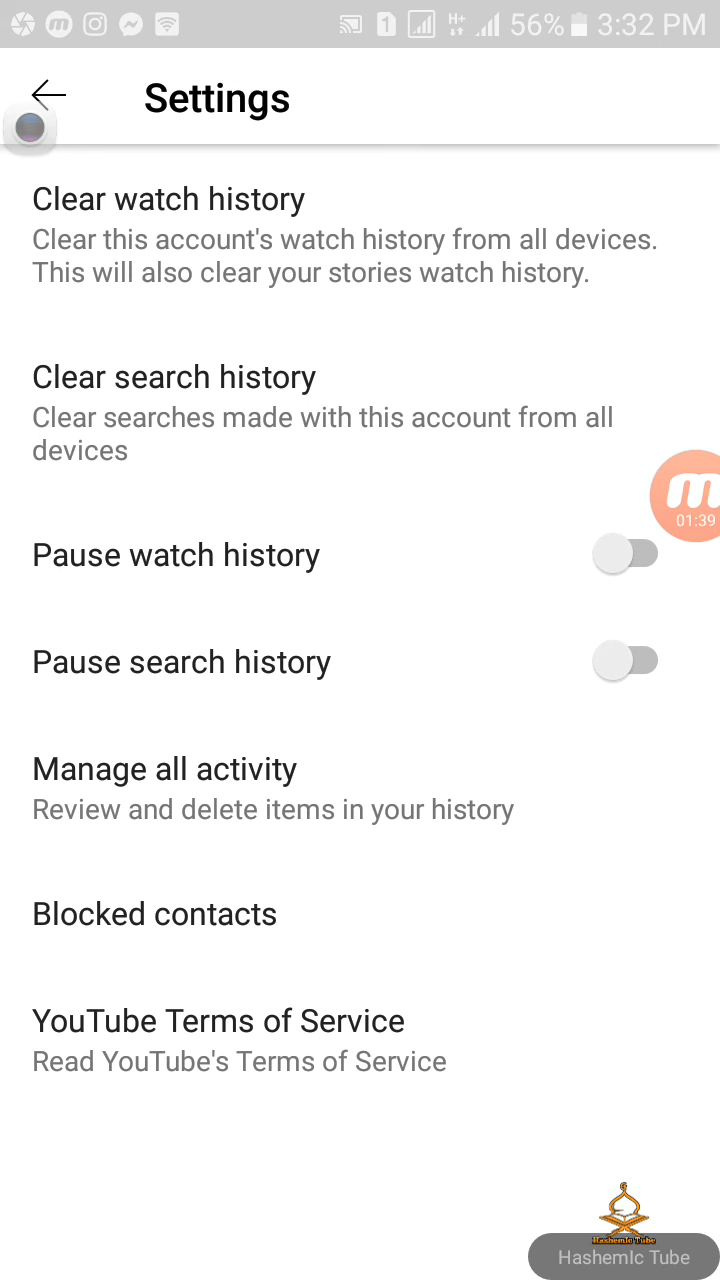 56% 3:32 PM
Settings
Clear watch history
Clear this account's watch history from all devices.
This will also clear your stories watch history.
Clear search history
Clear searches made with this account from all
devices
01:39
Pause watch history
Pause search history
Manage all activity
Review and delete items in your history
Blocked contacts
YouTube Terms of Service
Read YouTube's Terms of Service
HashemIc Tube
HashemIc Tube